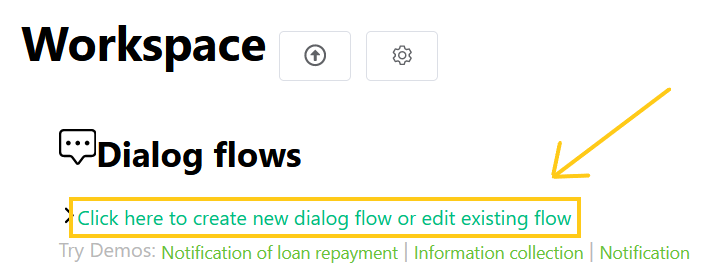 Workspace
Dialog flows
Click here to create new dialog flow or edit existing flow
Try Demos: Notification of loan repayment | Information collection | Notification